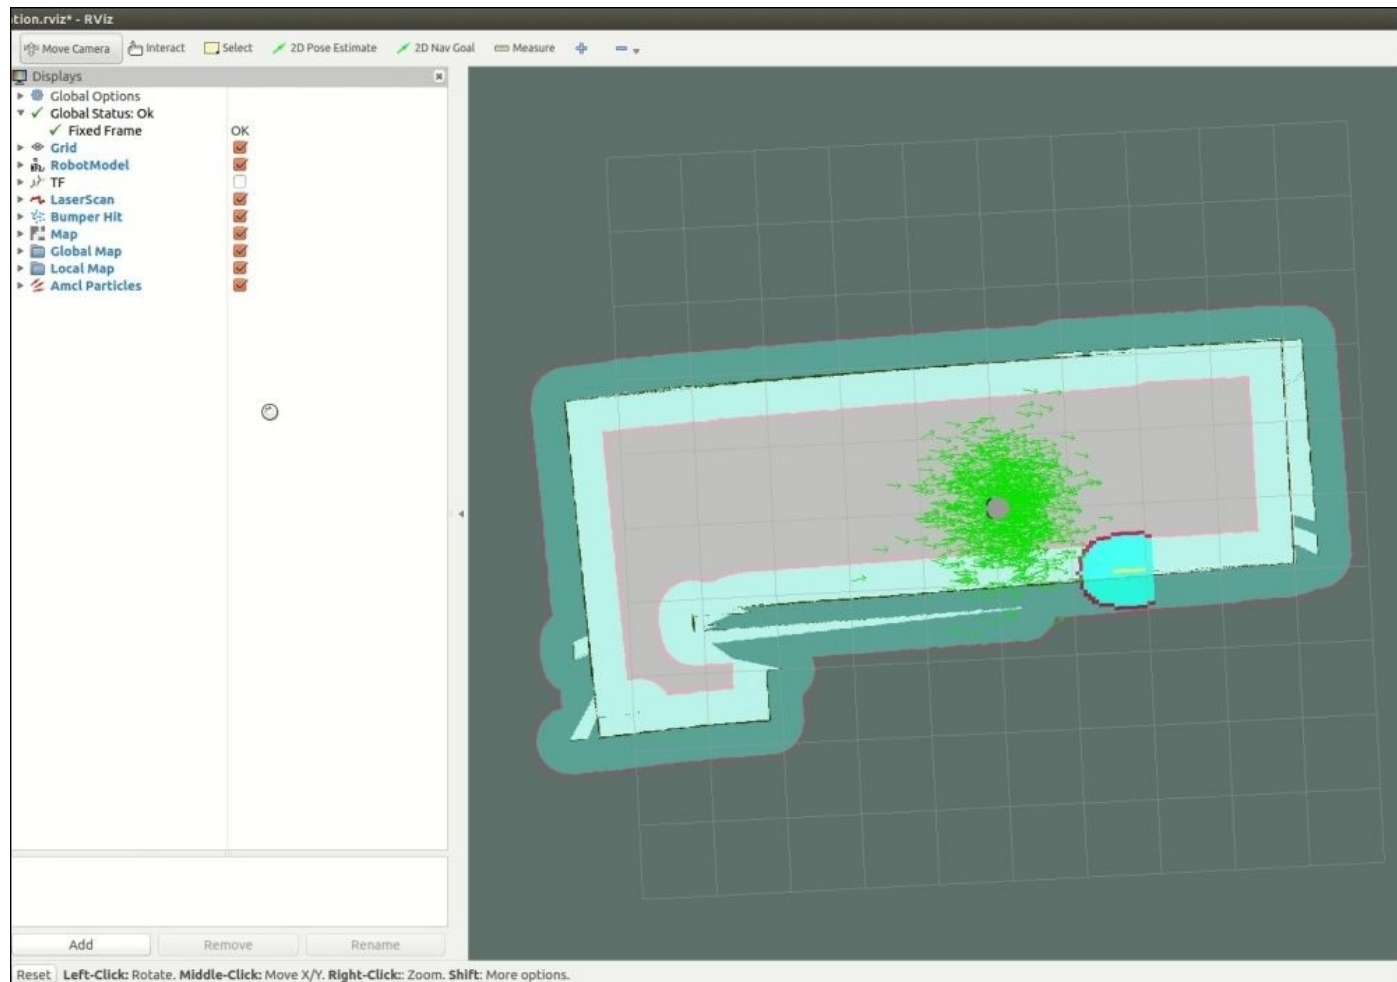 tion.rviz* - RViz
Move Camera Interact Select 2D Pose Estimate 2D Nav Goal Measure
Displays
Global Options
Global Status: Ok
Fixed Frame OK
Grid
RobotModel
TF
LaserScan
Bumper Hit
Map
Global Map
Local Map
Amcl Particles
Add Remove Rename
Reset Left-Click: Rotate. Middle-Click: Move X/Y. Right-Click:: Zoom. Shift: More options.